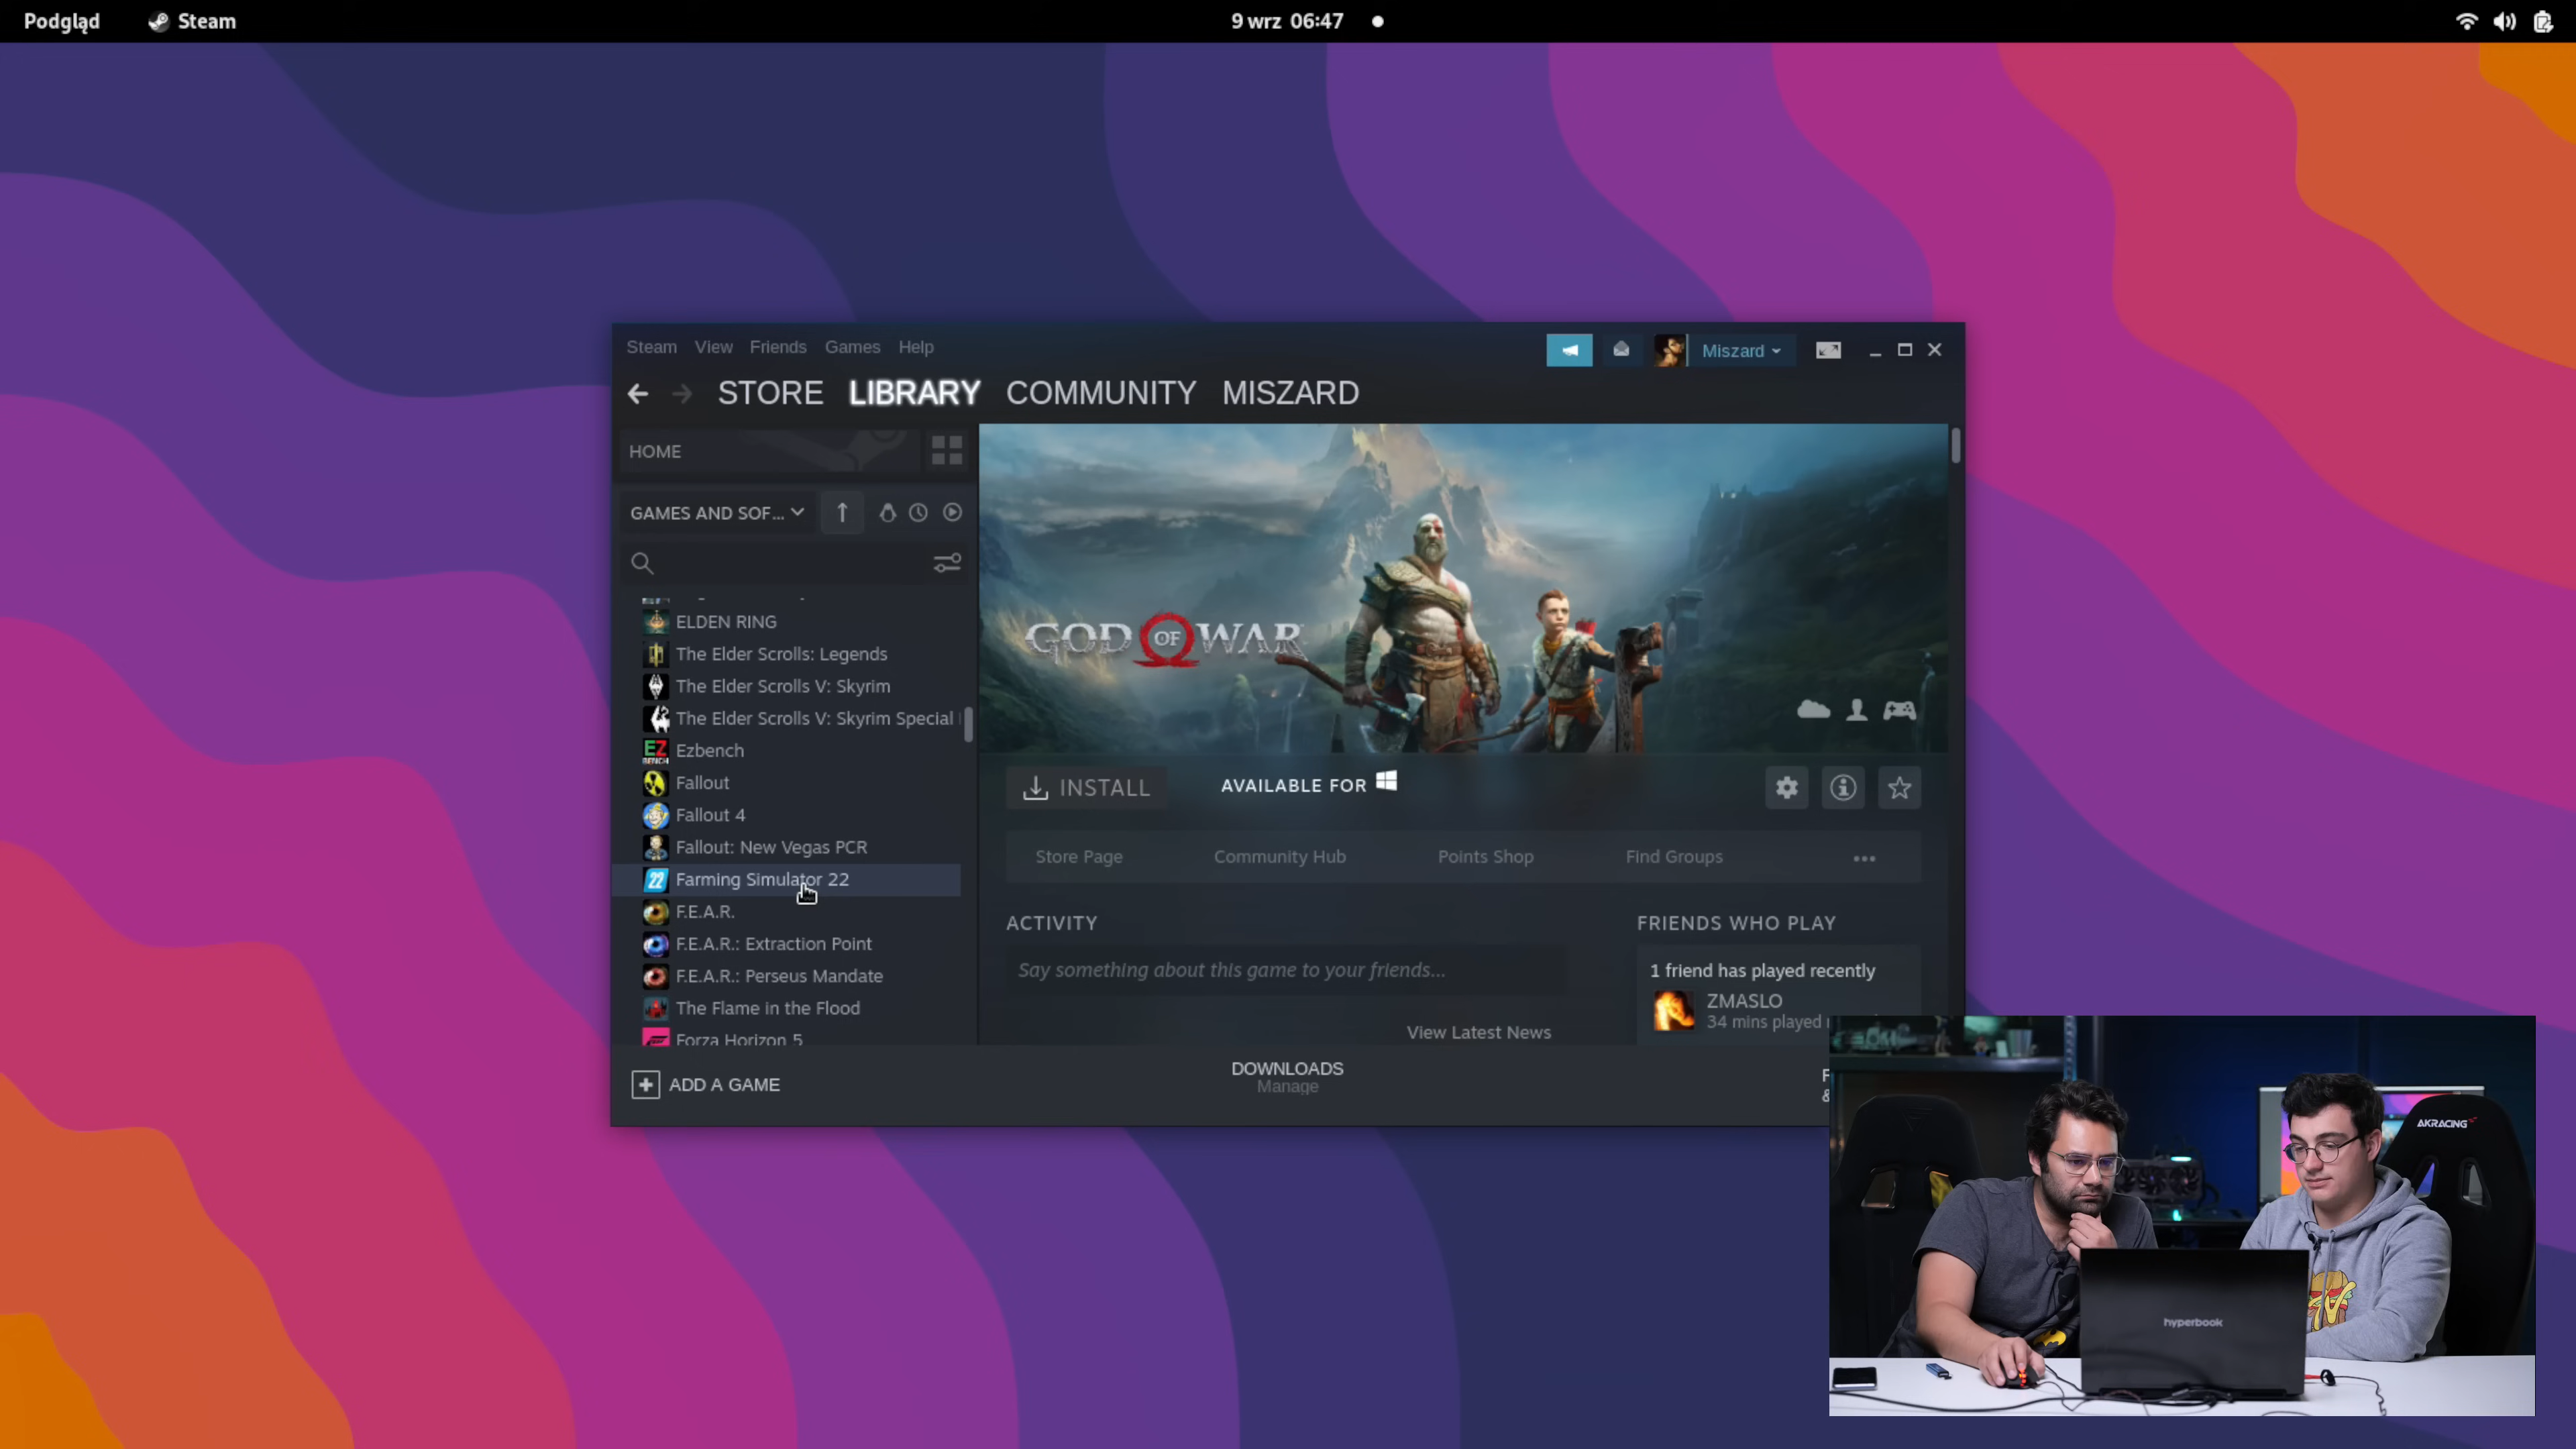 Podgląd
Steam
9 wrz 06:47
Steam View Friends Games Help
Miszard
STORE LIBRARY COMMUNITY MISZARD
HOME
GAMES AND SOF...
ELDEN RING
The Elder Scrolls: Legends
The Elder Scrolls V: Skyrim
The Elder Scrolls V: Skyrim Special
EZ
BENCH
Ezbench
Fallout
Fallout 4
Fallout: New Vegas PCR
22
Farming Simulator 22
F.E.A.R.
F.E.A.R.: Extraction Point
F.E.A.R.: Perseus Mandate
The Flame in the Flood
Forza Horizon 5
GOD OF WAR
INSTALL
AVAILABLE FOR
Store Page Community Hub Points Shop Find Groups ...
ACTIVITY
Say something about this game to your friends...
View Latest News
FRIENDS WHO PLAY
1 friend has played recently
ZMASLO
34 mins played
ADD A GAME
DOWNLOADS
Manage
F
&
AKRACING
hyperbook